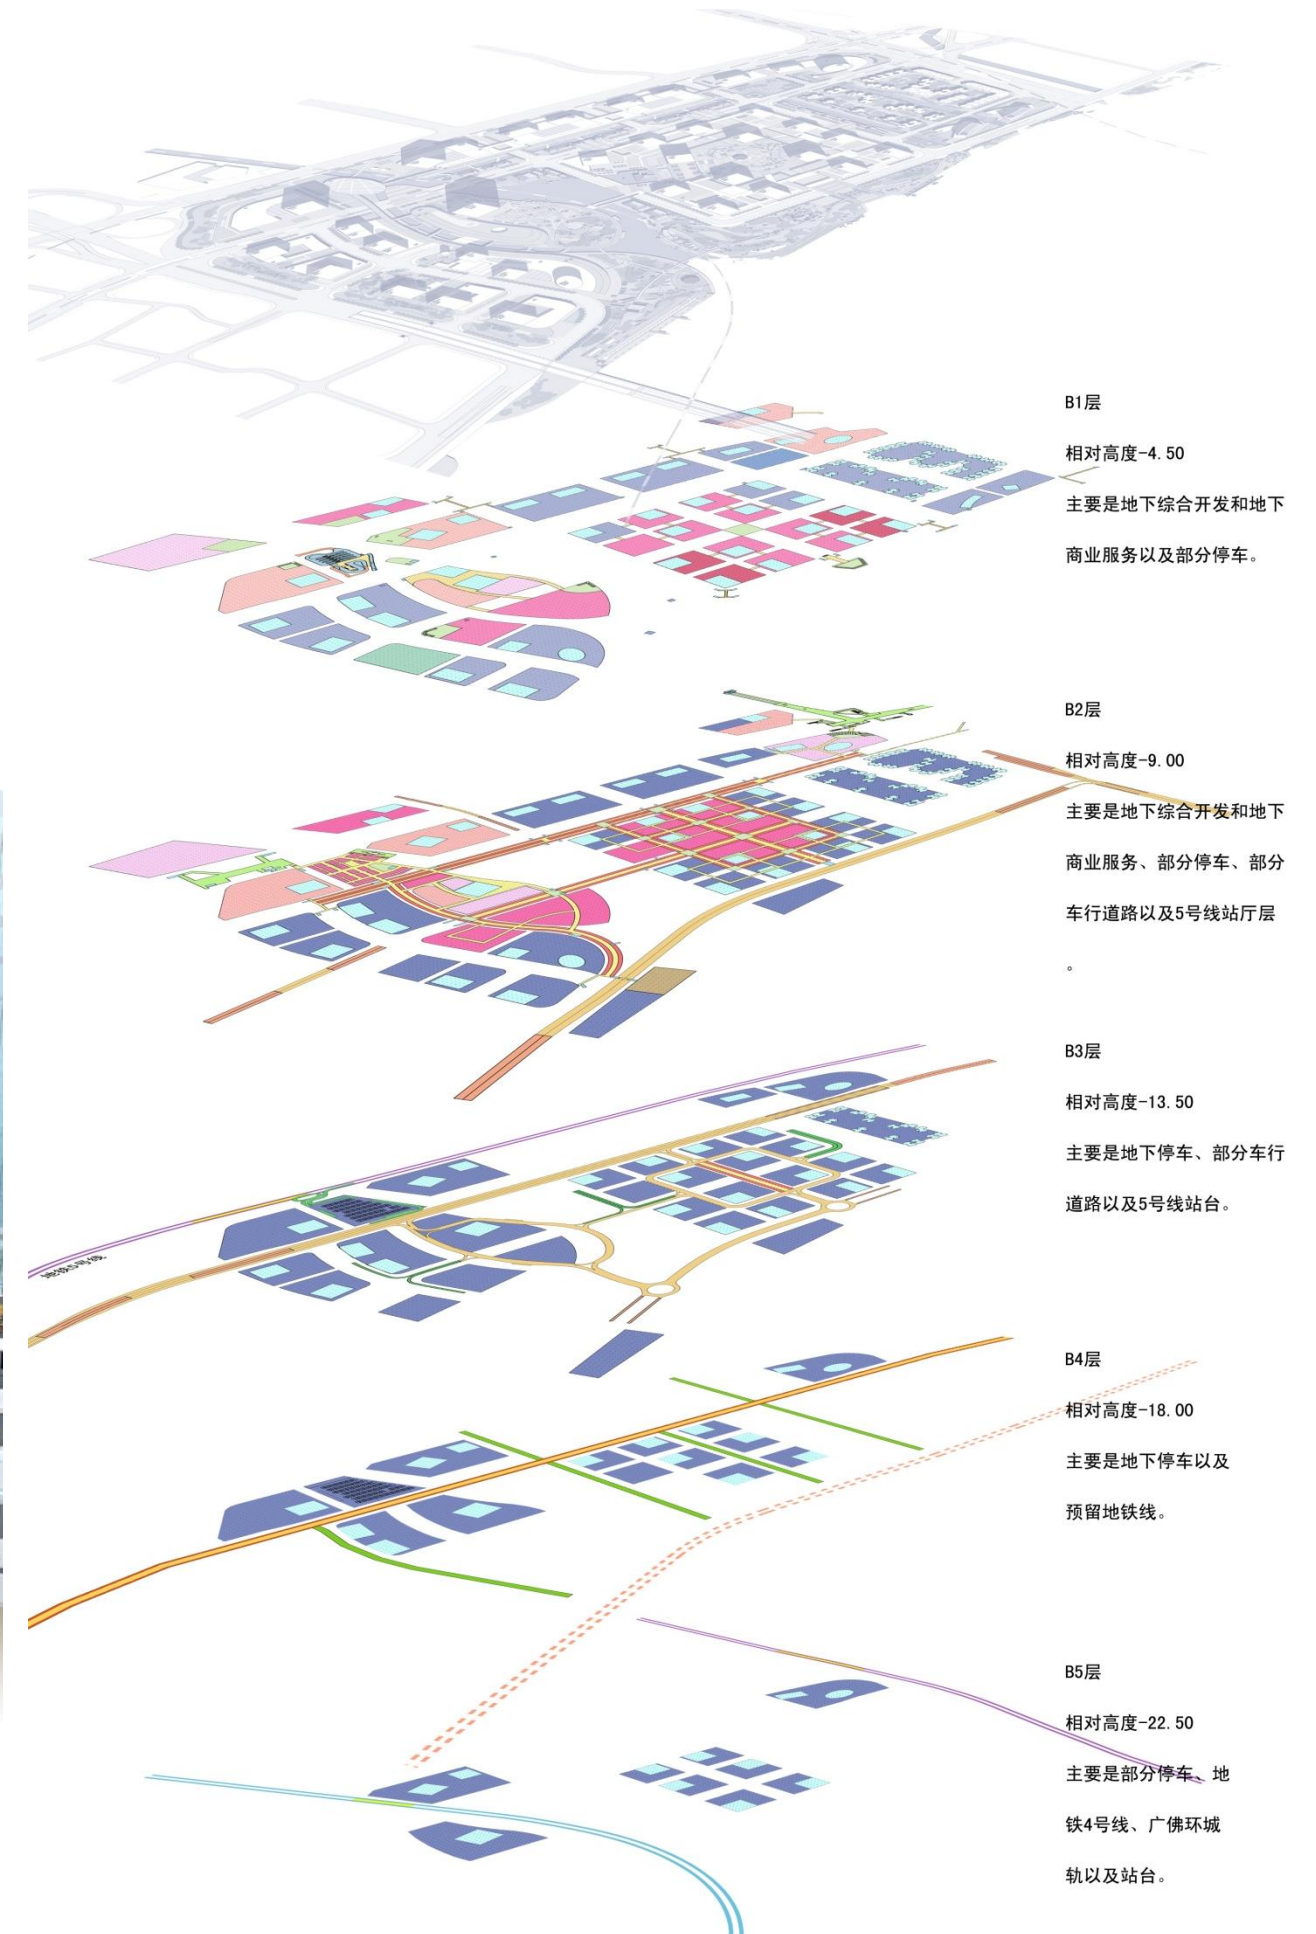 B1层
相对高度-4.50
主要是地下综合开发和地下
商业服务以及部分停车。
B2层
相对高度-9.00
主要是地下综合开发和地下
商业服务、部分停车、部分
车行道路以及5号线站厅层
。
B3层
相对高度-13.50
主要是地下停车、部分车行
道路以及5号线站台。
地铁5号线
B4层
相对高度-18.00
主要是地下停车以及
预留地铁线。
B5层
相对高度-22.50
主要是部分停车、地
铁4号线、广佛环城
轨以及站台。